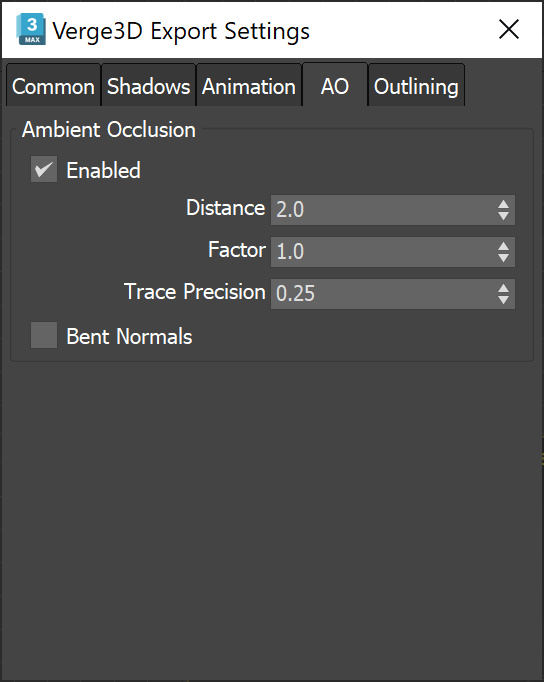 3
MAX
Verge3D Export Settings
Common Shadows Animation AO Outlining
Ambient Occlusion
Enabled
Distance 2.0
Factor 1.0
Trace Precision 0.25
Bent Normals